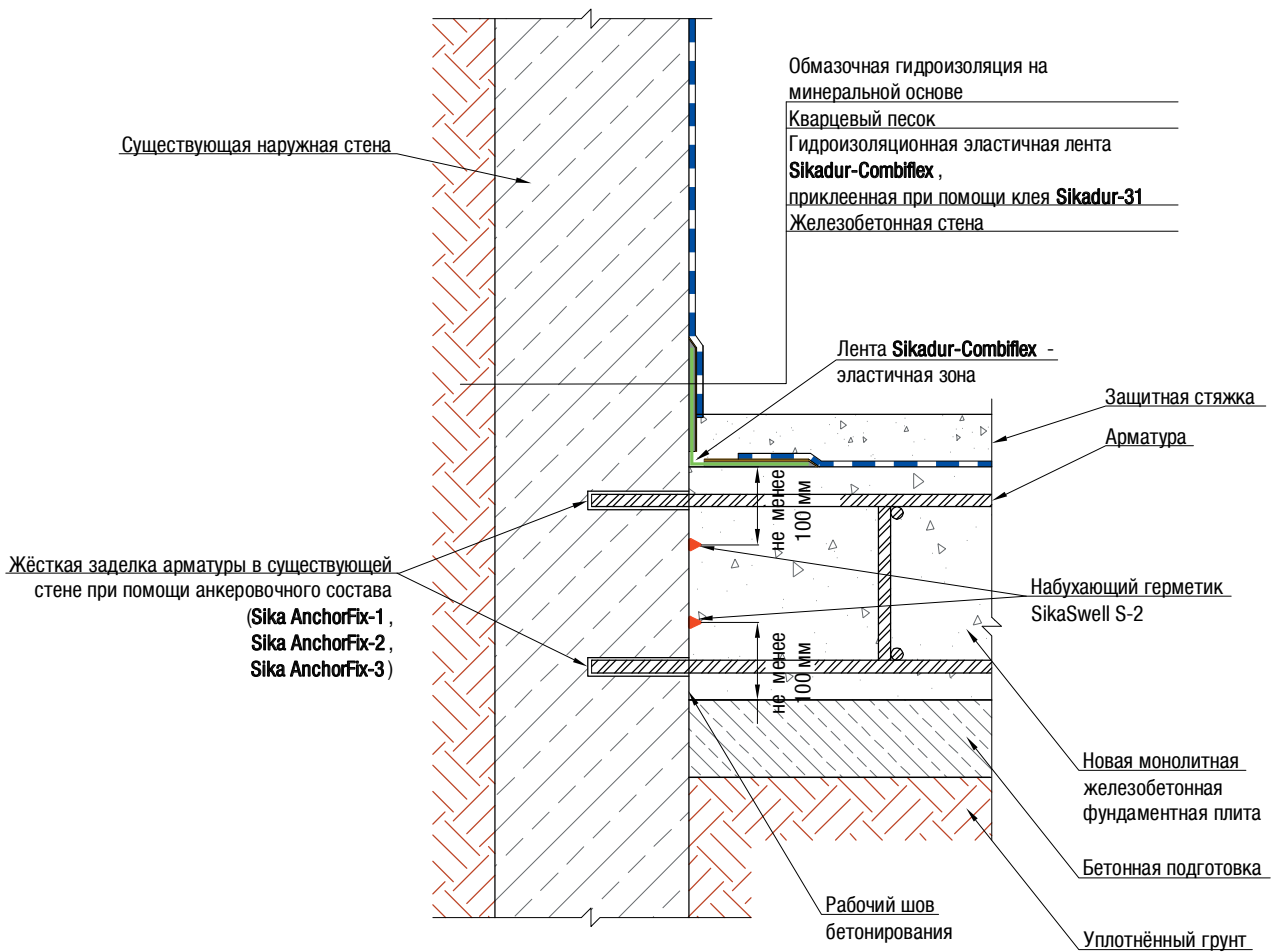 Обмазочная гидроизоляция на
минеральной основе
Кварцевый песок
Гидроизоляционная эластичная лента
Sikadur-Combiflex ,
приклеенная при помощи клея Sikadur-31
Железобетонная стена
Существующая наружная стена
Лента Sikadur-Combiflex -
эластичная зона
Защитная стяжка
Арматура
не менее
100 мм
Жёсткая заделка арматуры в существующей
стене при помощи анкеровочного состава
(Sika AnchorFix-1 ,
Sika AnchorFix-2 ,
Sika AnchorFix-3 )
Набухающий герметик
SikaSwell S-2
не менее
100 мм
Новая монолитная
железобетонная
фундаментная плита
Бетонная подготовка
Рабочий шов
бетонирования
Уплотнённый грунт